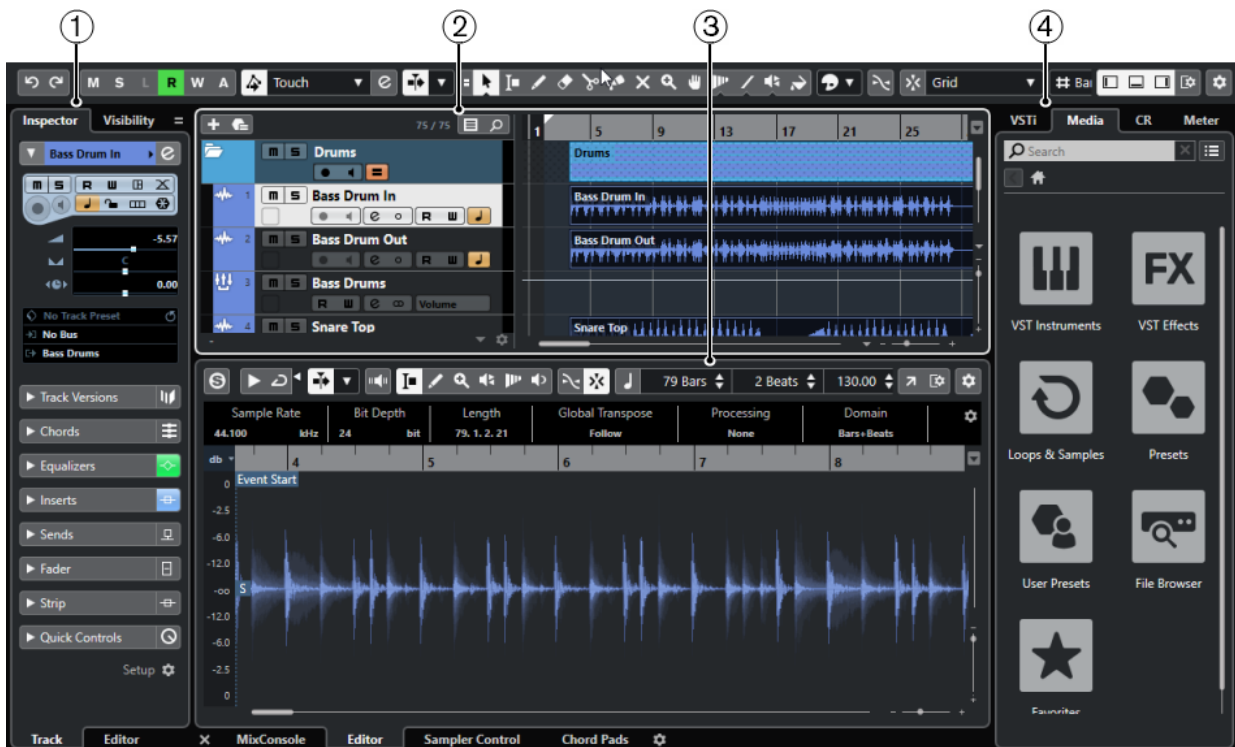 1 2 3 4
M S L R W A Touch Grid Bar
Inspector Visibility
Bass Drum In
m S R W
-5.57
C
0.00
No Track Preset
No Bus
Bass Drums
Track Versions
Chords
Equalizers
Inserts
Sends
Fader
Strip
Quick Controls
Setup
Track Editor
75 / 75
1 5 9 13 17 21 25
m S Drums
Drums
1 m S Bass Drum In
R W
Bass Drum In
2 m S Bass Drum Out
R W
Bass Drum Out
3 m S Bass Drums
R W Volume
4 m S Snare Top
Snare Top
79 Bars 2 Beats 130.00
Sample Rate Bit Depth Length Global Transpose Processing Domain
44.100 kHz 24 bit 79. 1. 2. 21 Follow None Bars+Beats
db 4 5 6 7 8
Event Start
0
-2.5
-6.0
-12.0
-oo
S
-12.0
-6.0
-2.5
0
MixConsole Editor Sampler Control Chord Pads
VSTi Media CR Meter
Search
VST Instruments
FX
VST Effects
Loops & Samples
Presets
User Presets
File Browser
Favorites